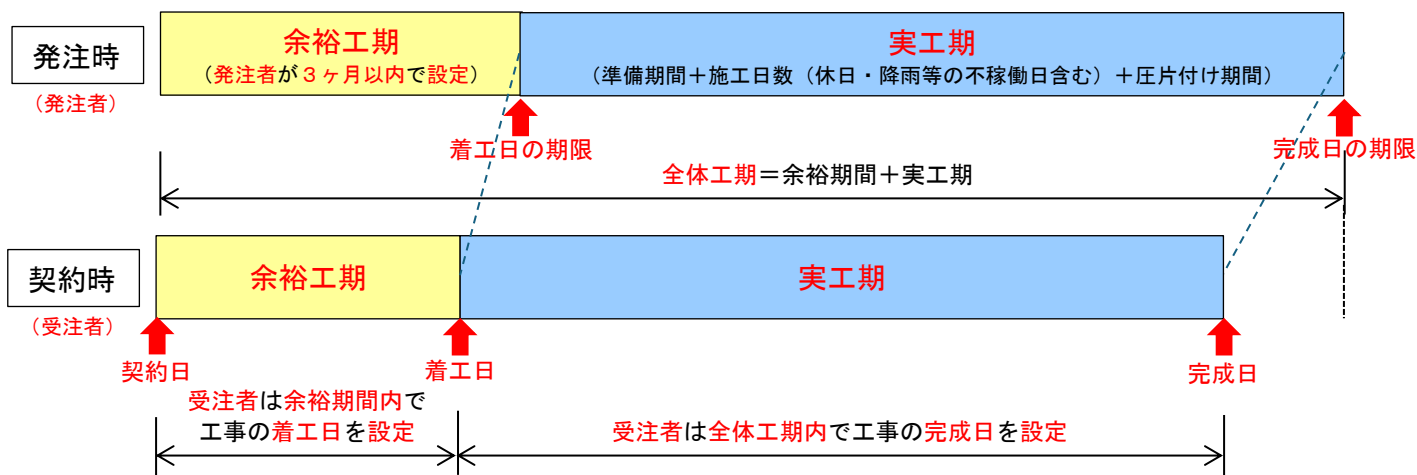 発注時
（発注者）
余裕工期
（発注者が３ヶ月以内で設定）
実工期
（準備期間＋施工日数（休日・降雨等の不稼働日含む）＋圧片付け期間）
着工日の期限
完成日の期限
全体工期＝余裕期間＋実工期
契約時
（受注者）
余裕工期
実工期
契約日
着工日
完成日
受注者は余裕期間内で
工事の着工日を設定
受注者は全体工期内で工事の完成日を設定